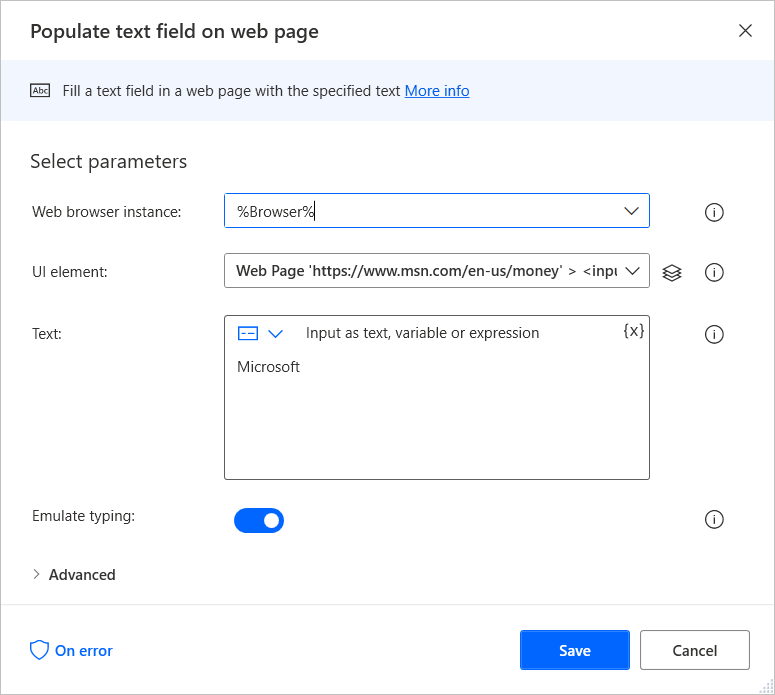 Populate text field on web page
Abc Fill a text field in a web page with the specified text More info
Select parameters
Web browser instance: %Browser%
UI element: Web Page 'https://www.msn.com/en-us/money' > <inpu
Text: Input as text, variable or expression {x}
Microsoft
Emulate typing:
Advanced
On error Save Cancel